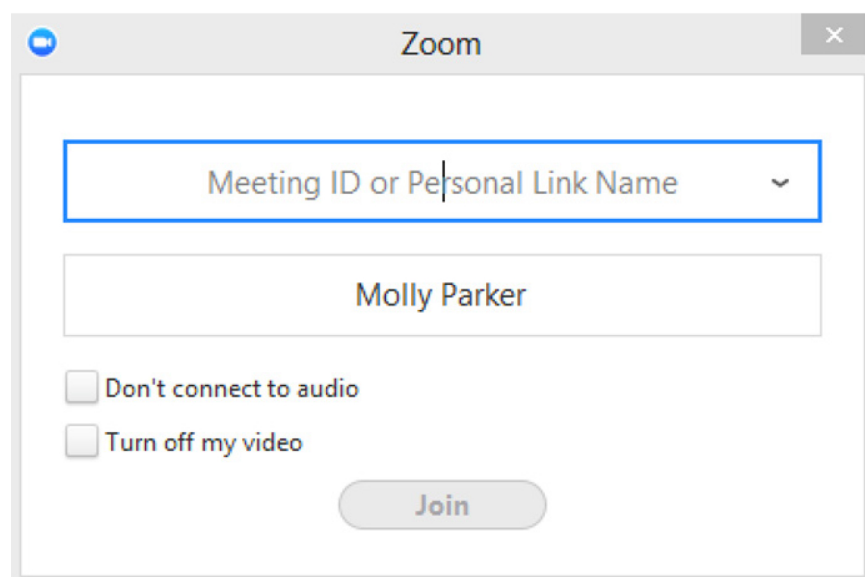 Zoom
Meeting ID or Personal Link Name
Molly Parker
Don't connect to audio
Turn off my video
Join